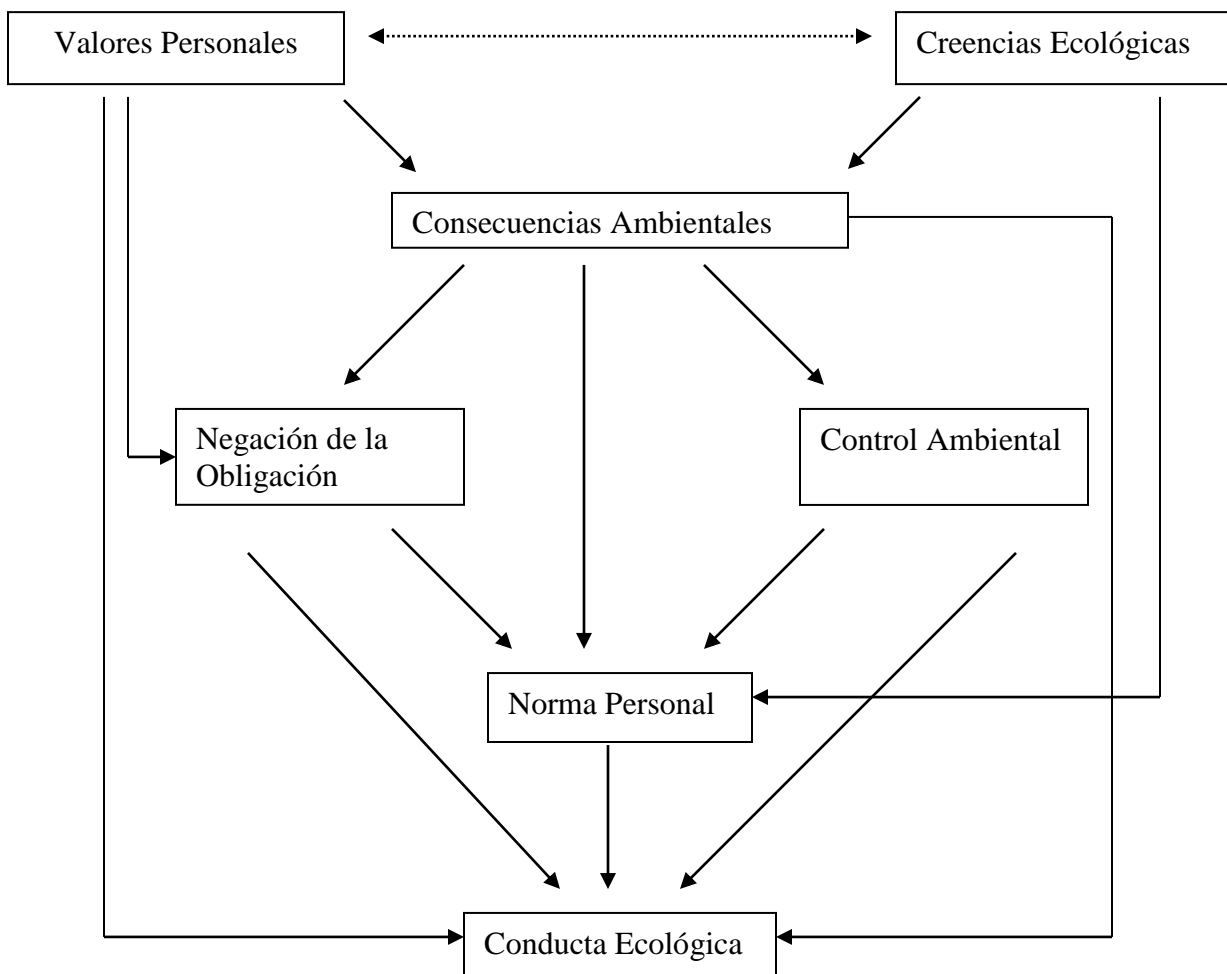 Valores Personales
Creencias Ecológicas
Consecuencias Ambientales
Negación de la
Obligación
Control Ambiental
Norma Personal
Conducta Ecológica